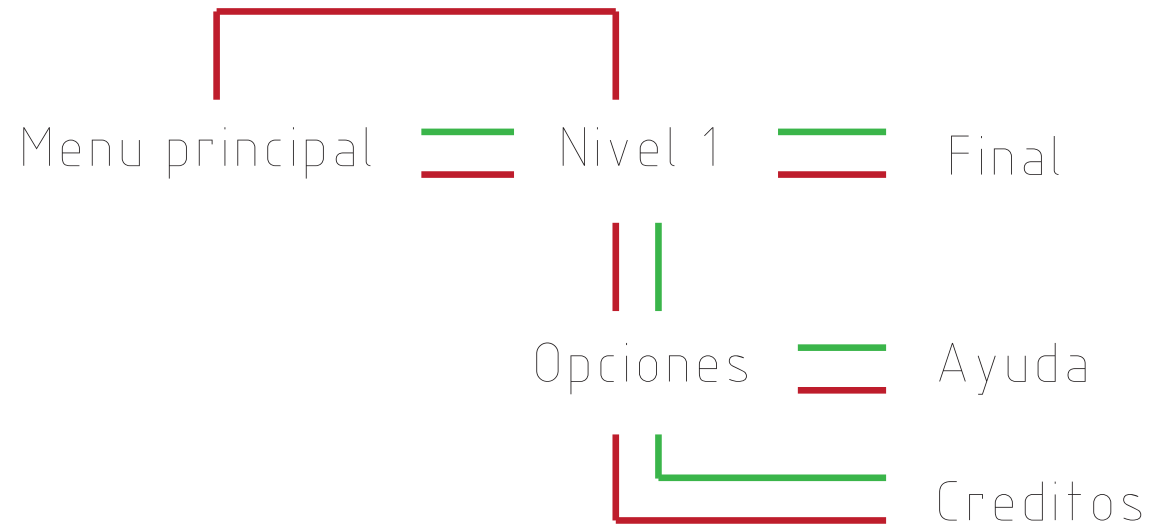 Menu principal
Nivel 1
Final
Opciones
Ayuda
Creditos